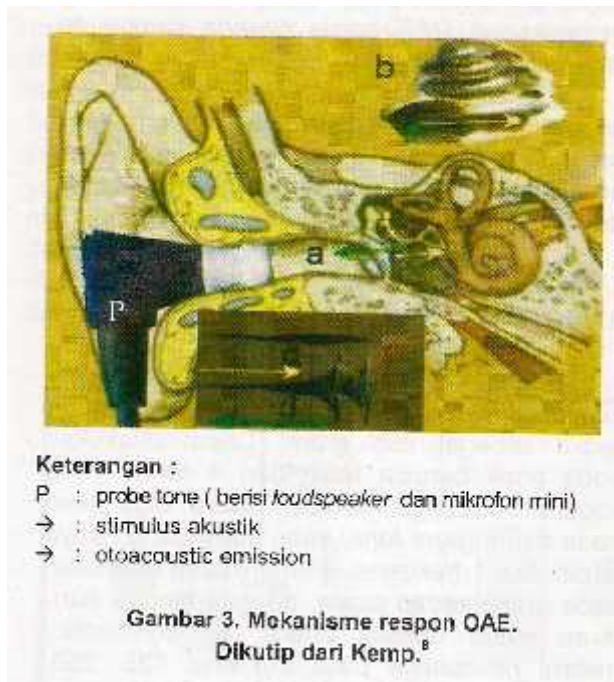 b
a
P
Keterangan :
P : probe tone ( berisi loudspeaker dan mikrofon mini)
→ : stimulus akustik
→ : otoacoustic emission
Gambar 3. Mekanisme respon OAE.
Dikutip dari Kemp.⁸